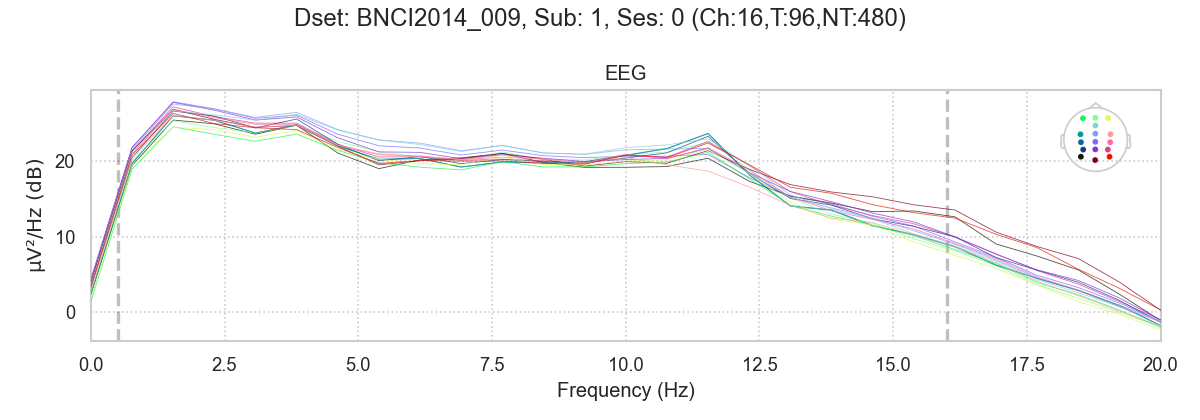 Dset: BNCI2014_009, Sub: 1, Ses: 0 (Ch:16,T:96,NT:480)
EEG
µV²/Hz (dB)
20
10
0
0.0 2.5 5.0 7.5 10.0 12.5 15.0 17.5 20.0
Frequency (Hz)